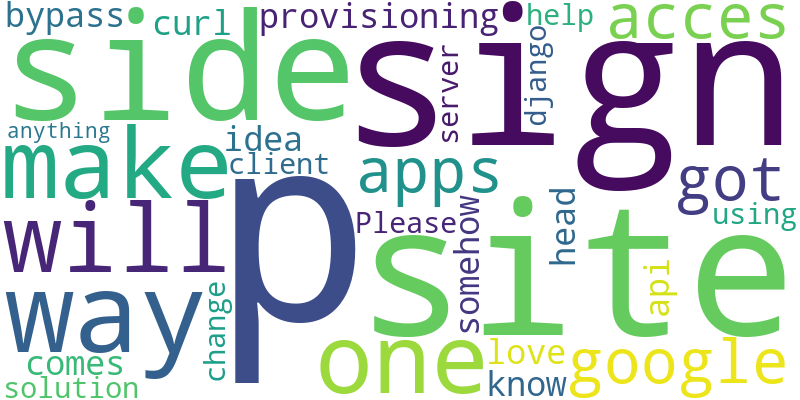 bypass
curl
provisioning
help
acces
side
sign
server
django
anything
make
idea
client
apps
got
will
p
Please
somehow
head
using
site
way
change
api
comes
one
love
google
solution
know